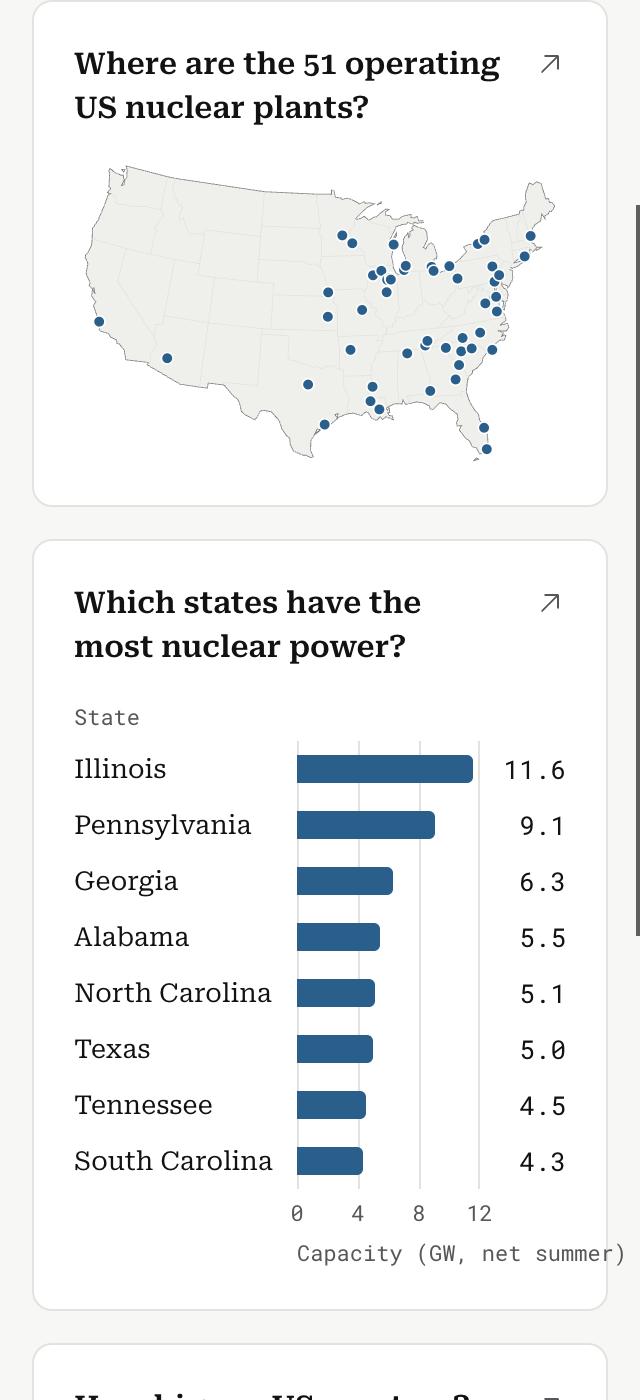 Where are the 51 operating
US nuclear plants?
Which states have the
most nuclear power?
State
Illinois 11.6
Pennsylvania 9.1
Georgia 6.3
Alabama 5.5
North Carolina 5.1
Texas 5.0
Tennessee 4.5
South Carolina 4.3
0 4 8 12
Capacity (GW, net summer)